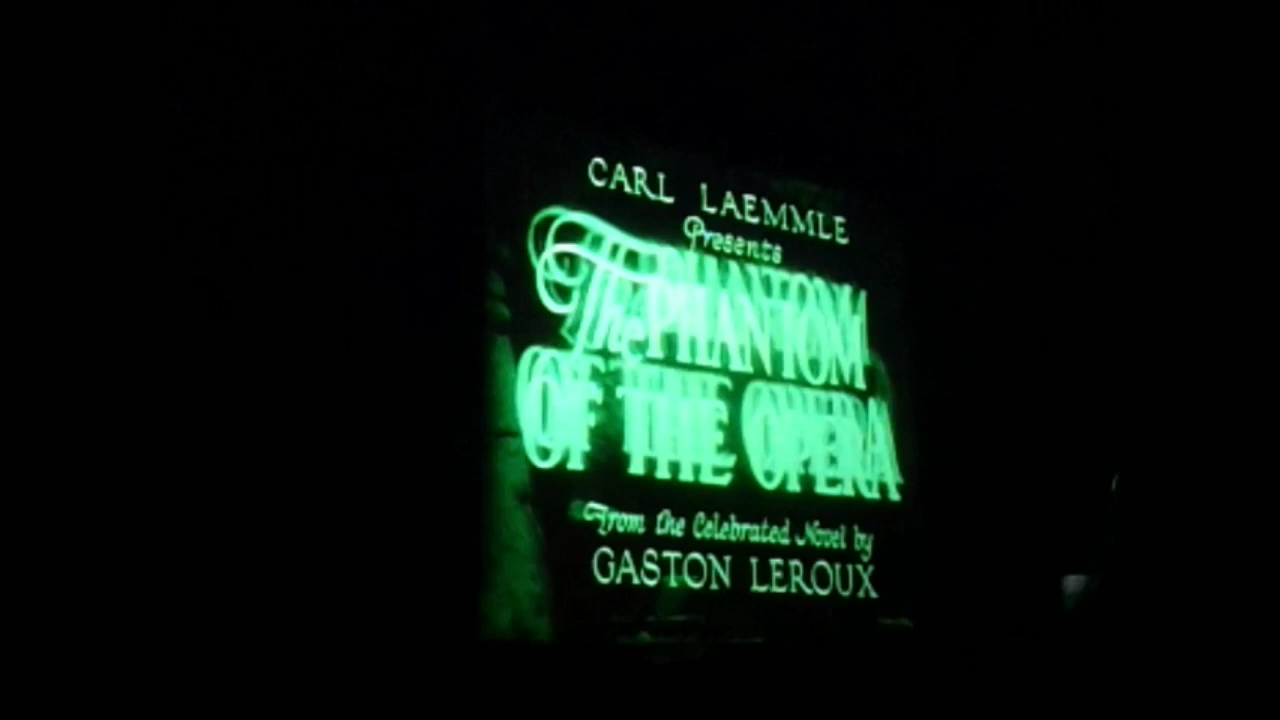 CARL LAEMMLE
Presents
The PHANTOM
OF THE OPERA
From the Celebrated Novel by
GASTON LEROUX